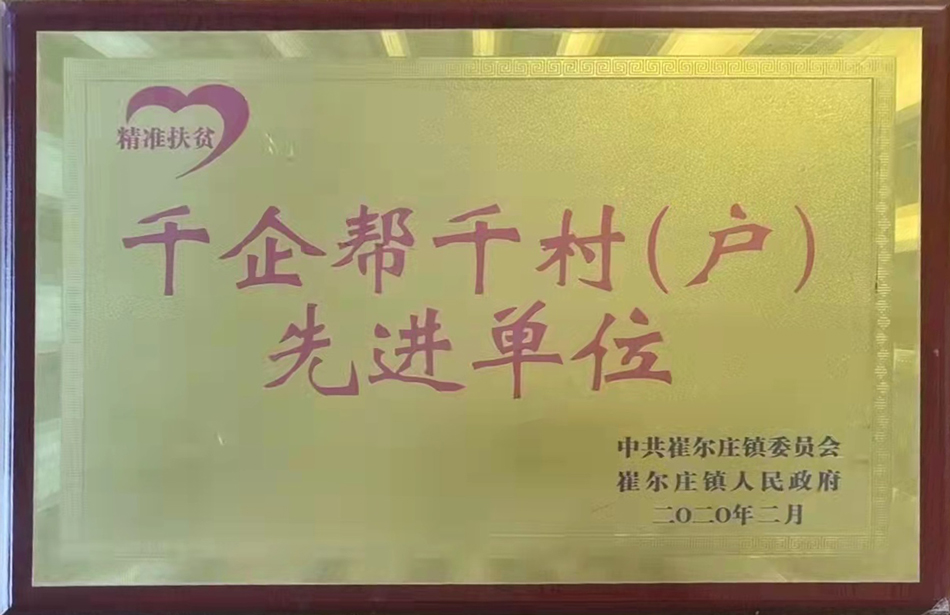 精准扶贫
千企帮千村(户)
先进单位
中共崔尔庄镇委员会
崔尔庄镇人民政府
二〇二〇年二月